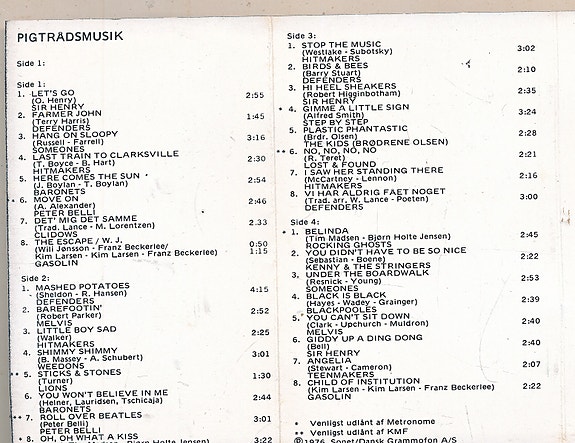 PIGTRÅDSMUSIK
Side 1:
Side 1:
1. LET'S GO
(O. Henry) 2:55
SIR HENRY
2. FARMER JOHN
(Terry Harris) 1:45
DEFENDERS
3. HANG ON SLOOPY
(Russell - Farrell) 3:16
SOMEONES
4. LAST TRAIN TO CLARKSVILLE
(T. Boyce - B. Hart) 2:30
HITMAKERS
5. HERE COMES THE SUN
(J. Boylan - T. Boylan) 2:54
BARONETS
* 6. MOVE ON
(A. Alexander) 2:46
PETER BELLI
7. DET' MIG DET SAMME
(Trad. Lance - M. Lorentzen) 2.33
CLIDOWS
8. THE ESCAPE / W. J.
(Will Jønsson - Franz Beckerlee/ 0:50
Kim Larsen - Kim Larsen - Franz Beckerlee) 1:15
GASOLIN
Side 2:
1. MASHED POTATOES
(Sheldon - R. Hansen) 4:15
DEFENDERS
2. BAREFOOTIN'
(Robert Parker) 2:52
MELVIS
3. LITTLE BOY SAD
(Walker) 2:25
HITMAKERS
4. SHIMMY SHIMMY
(B. Massey - A. Schubert) 3:01
WEEDONS
** 5. STICKS & STONES
(Turner) 1:30
LIONS
6. YOU WON'T BELIEVE IN ME
(Helner, Lauridsen, Tschicaja) 2:44
BARONETS
** 7. ROLL OVER BEATLES
(Peter Belli) 3:01
PETER BELLI
* 8. OH, OH WHAT A KISS
3:22
Side 3:
1. STOP THE MUSIC
(Westlake - Subotsky) 3:02
HITMAKERS
2. BIRDS & BEES
(Barry Stuart) 2:10
DEFENDERS
3. HI HEEL SHEAKERS
(Robert Higginbotham) 2:35
SIR HENRY
* 4. GIMME A LITTLE SIGN
(Alfred Smith) 3:24
STEP BY STEP
5. PLASTIC PHANTASTIC
(Brdr. Olsen) 2:28
THE KIDS (BRØDRENE OLSEN)
** 6. NO, NO, NO, NO
(R. Teret) 2:21
LOST & FOUND
7. I SAW HER STANDING THERE
(McCartney - Lennon) 2:16
HITMAKERS
8. VI HAR ALDRIG FAET NOGET
(Trad. arr. W. Lance - Poeten) 3:00
DEFENDERS
Side 4:
* 1. BELINDA
(Tim Madsen - Bjørn Holte Jensen) 2:45
ROCKING GHOSTS
2. YOU DIDN'T HAVE TO BE SO NICE
(Sebastian - Boene) 2:22
KENNY & THE STRINGERS
3. UNDER THE BOARDWALK
(Resnick - Young) 2:53
SOMEONES
4. BLACK IS BLACK
(Hayes - Wadey - Grainger) 2:39
BLACKPOOLES
5. YOU CAN'T SIT DOWN
(Clark - Upchurch - Muldron) 2:40
MELVIS
6. GIDDY UP A DING DONG
(Bell) 2:40
SIR HENRY
7. ANGELIA
(Stewart - Cameron) 2:07
TEENMAKERS
8. CHILD OF INSTITUTION
(Kim Larsen - Kim Larsen - Franz Beckerlee) 2:22
GASOLIN
* Venligst udlånt af Metronome
** Venligst udlånt af KMF
Ⓟ 1976 Sonet/Dansk Grammofon A/S